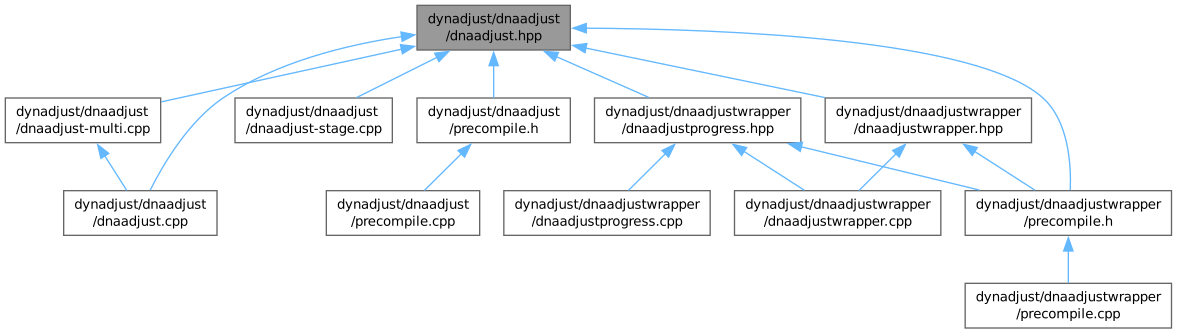 dynadjust/dnaadjust
/dnaadjust.hpp
dynadjust/dnaadjust
/dnaadjust-multi.cpp
dynadjust/dnaadjust
/dnaadjust-stage.cpp
dynadjust/dnaadjust
/precompile.h
dynadjust/dnaadjustwrapper
/dnaadjustprogress.hpp
dynadjust/dnaadjustwrapper
/dnaadjustwrapper.hpp
dynadjust/dnaadjust
/dnaadjust.cpp
dynadjust/dnaadjust
/precompile.cpp
dynadjust/dnaadjustwrapper
/dnaadjustprogress.cpp
dynadjust/dnaadjustwrapper
/dnaadjustwrapper.cpp
dynadjust/dnaadjustwrapper
/precompile.h
dynadjust/dnaadjustwrapper
/precompile.cpp